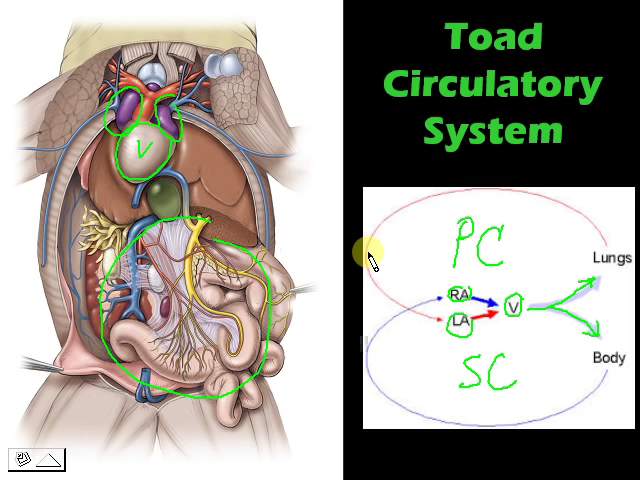 Toad
Circulatory
System
V
PC
Lungs
RA
V
LA
Body
SC